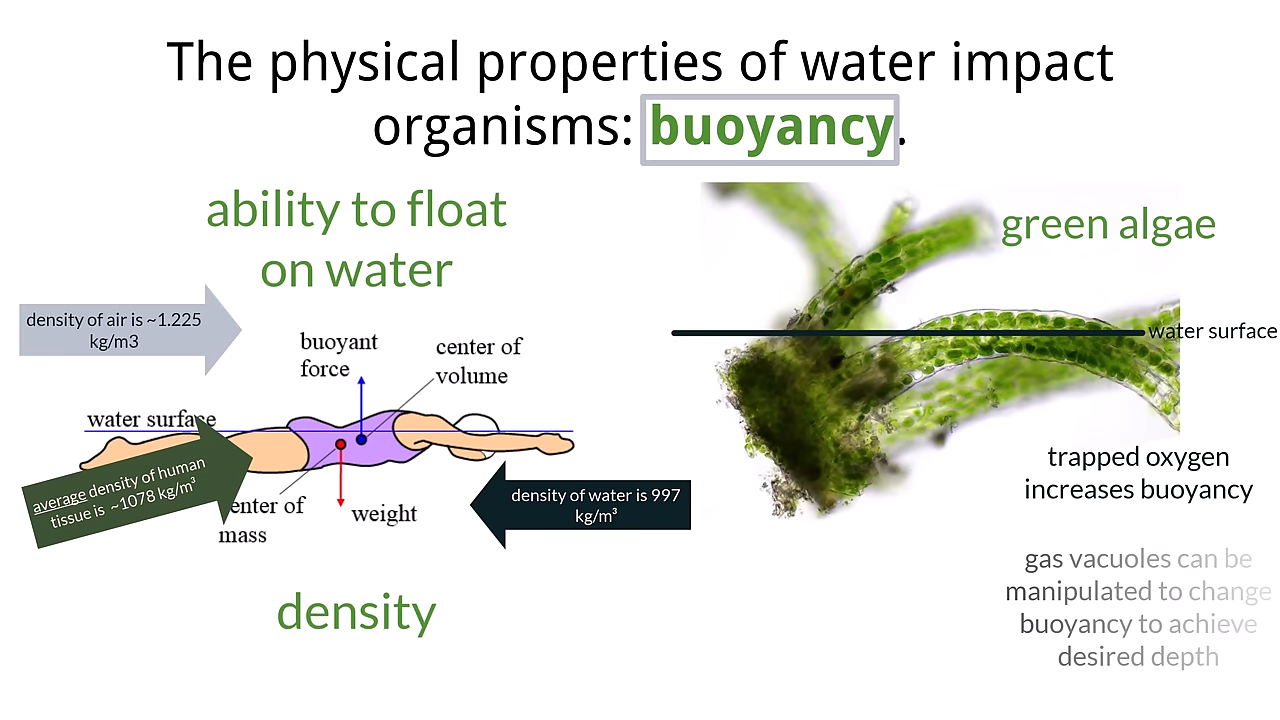 The physical properties of water impact
organisms: buoyancy.
ability to float
on water
density of air is ~1.225
kg/m3
buoyant
force
center of
volume
water surface
average density of human
tissue is ~1078 kg/m³
center of
mass
weight
density of water is 997
kg/m³
density
green algae
water surface
trapped oxygen
increases buoyancy
gas vacuoles can be
manipulated to change
buoyancy to achieve
desired depth